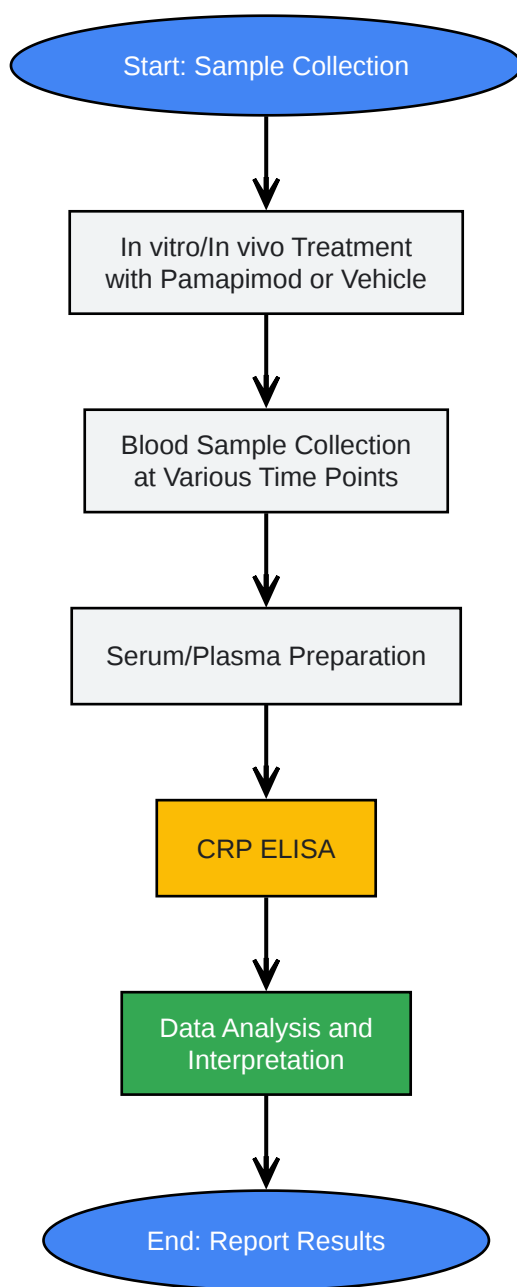 Start: Sample Collection
In vitro/In vivo Treatment
with Pamapimod or Vehicle
Blood Sample Collection
at Various Time Points
Serum/Plasma Preparation
CRP ELISA
Data Analysis and
Interpretation
End: Report Results